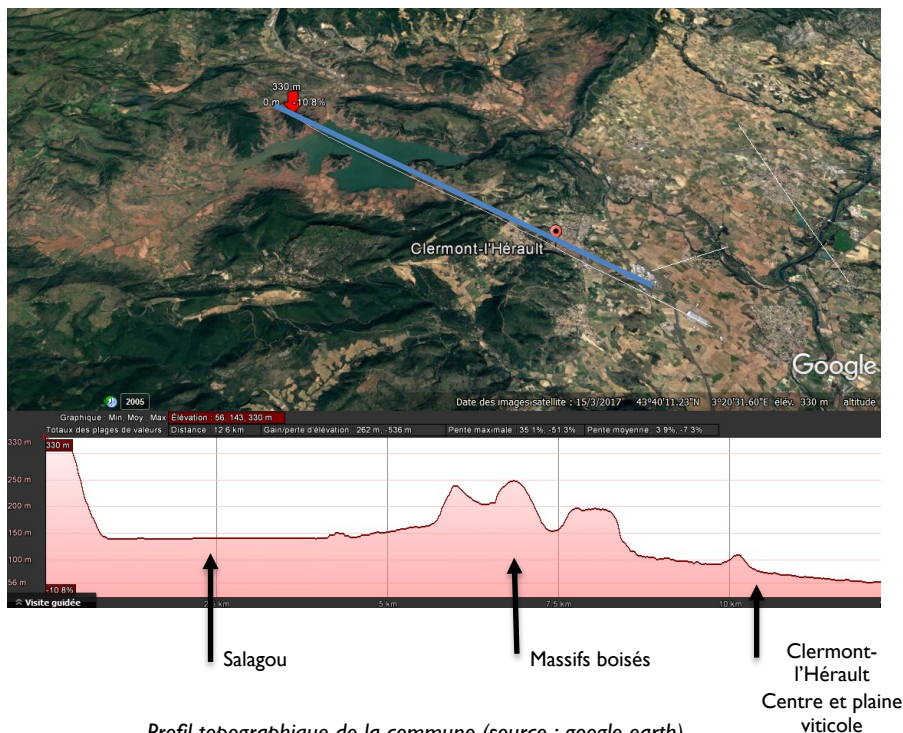 330 m
0 m -10.8%
Clermont-l'Hérault
Google
2005
Date des images satellite : 15/3/2017 43°40'11.23"N 3°20'31.60"E élév. 330 m altitude
Graphique : Min, Moy, Max Élévation : 56, 143, 330 m
Totaux des plages de valeurs : Distance : 12.6 km Gain/perte d'élévation : 262 m, -536 m Pente maximale : 35.1%, -51.3% Pente moyenne : 3.9%, -7.3%
330 m
330 m
250 m
200 m
150 m
100 m
56 m
-10.8%
Visite guidée
2.5 km
5 km
7.5 km
10 km
Salagou
Massifs boisés
Clermont-
l'Hérault
Centre et plaine
viticole
Profil topographique de la commune (source : google earth)